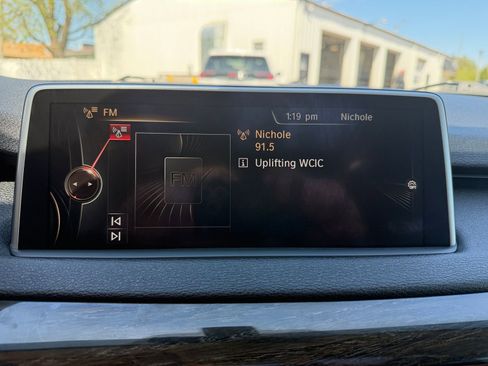 FM
1:19 pm
Nichole
Nichole
91.5
Uplifting WCIC
FM